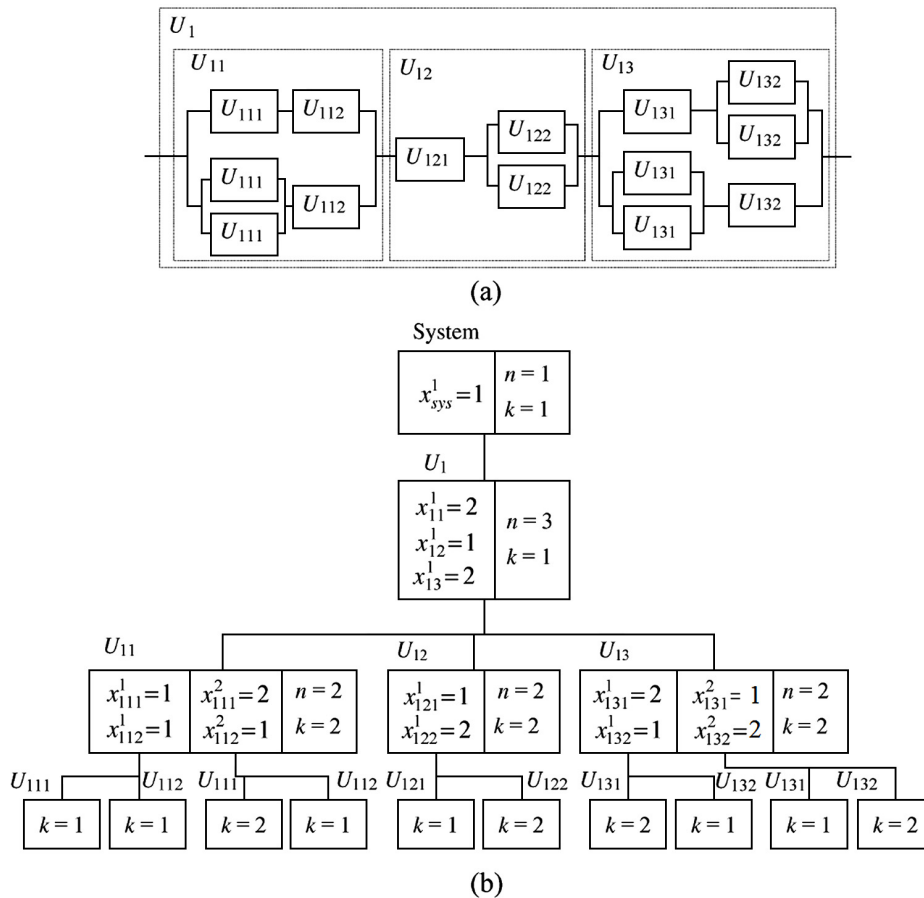 U₁
U₁₁
U₁₂
U₁₃
U₁₁₁ U₁₁₂
U₁₁₁
U₁₁₁
U₁₁₂
U₁₂₁
U₁₂₂
U₁₂₂
U₁₃₁
U₁₃₂
U₁₃₂
U₁₃₁
U₁₃₁
U₁₃₂
(a)
System
x¹sys = 1
n = 1
k = 1
U₁
x¹₁₁ = 2
x¹₁₂ = 1
x¹₁₃ = 2
n = 3
k = 1
U₁₁
x¹₁₁₁ = 1
x¹₁₁₂ = 1
x²₁₁₁ = 2
x²₁₁₂ = 1
n = 2
k = 2
U₁₂
x¹₁₂₁ = 1
x¹₁₂₂ = 2
n = 2
k = 2
U₁₃
x¹₁₃₁ = 2
x¹₁₃₂ = 1
x²₁₃₁ = 1
x²₁₃₂ = 2
n = 2
k = 2
U₁₁₁ U₁₁₂ U₁₁₁ U₁₁₂ U₁₂₁ U₁₂₂ U₁₃₁ U₁₃₂ U₁₃₁ U₁₃₂
k = 1 k = 1 k = 2 k = 1 k = 1 k = 2 k = 2 k = 1 k = 1 k = 2
(b)